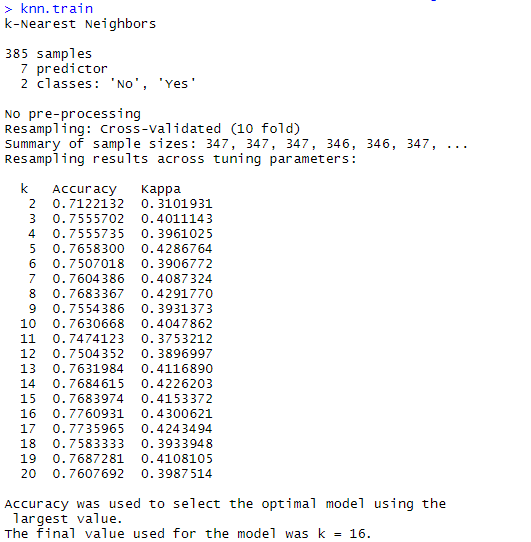 > knn.train
k-Nearest Neighbors

385 samples
  7 predictor
  2 classes: 'No', 'Yes'

No pre-processing
Resampling: Cross-Validated (10 fold)
Summary of sample sizes: 347, 347, 347, 346, 346, 347, ...
Resampling results across tuning parameters:

  k   Accuracy   Kappa
   2  0.7122132  0.3101931
   3  0.7555702  0.4011143
   4  0.7555735  0.3961025
   5  0.7658300  0.4286764
   6  0.7507018  0.3906772
   7  0.7604386  0.4087324
   8  0.7683367  0.4291770
   9  0.7554386  0.3931373
  10  0.7630668  0.4047862
  11  0.7474123  0.3753212
  12  0.7504352  0.3896997
  13  0.7631984  0.4116890
  14  0.7684615  0.4226203
  15  0.7683974  0.4153372
  16  0.7760931  0.4300621
  17  0.7735965  0.4243494
  18  0.7583333  0.3933948
  19  0.7687281  0.4108105
  20  0.7607692  0.3987514

Accuracy was used to select the optimal model using the
 largest value.
The final value used for the model was k = 16.